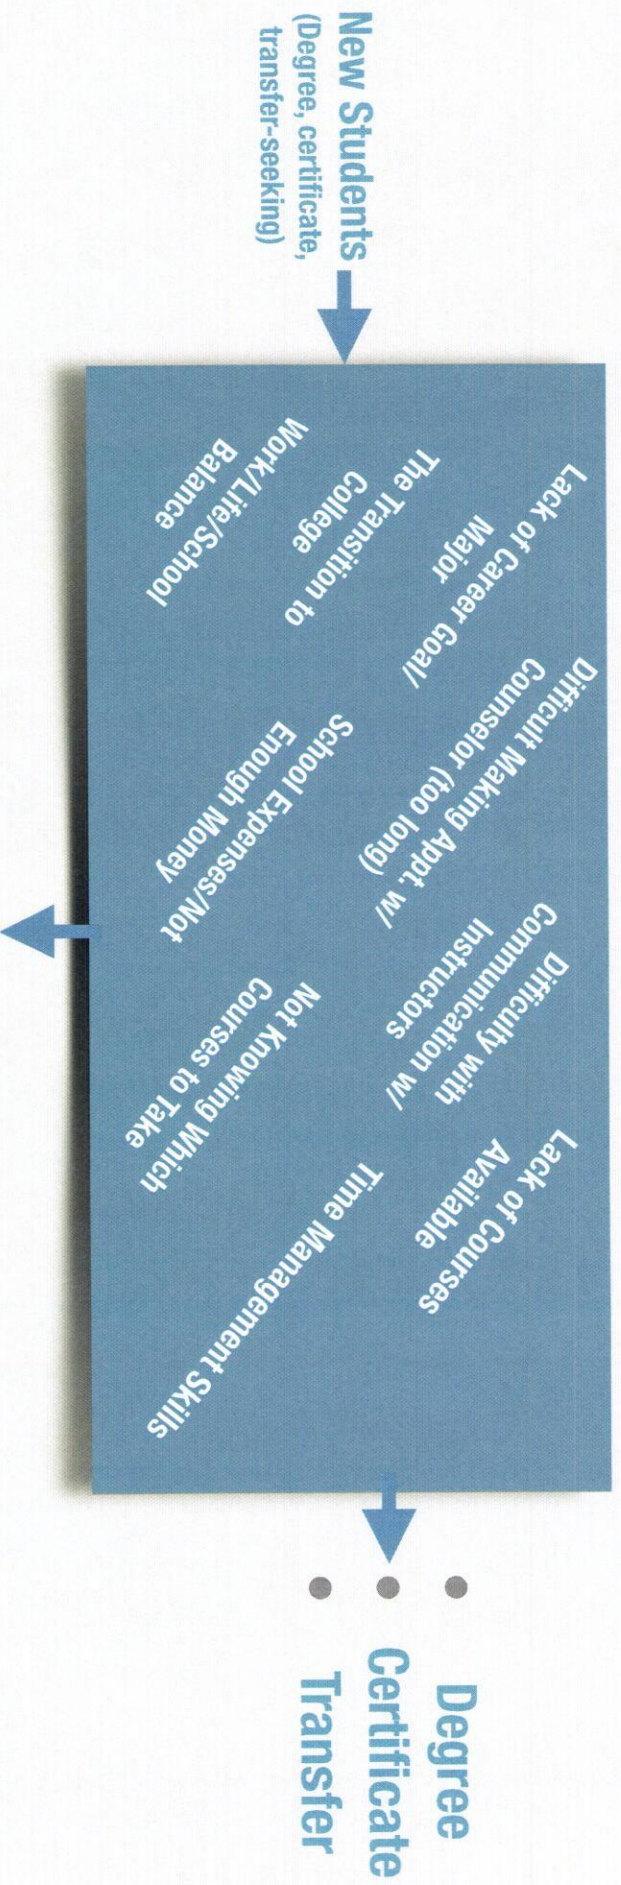 New Students
(Degree, certificate,
transfer-seeking)
Lack of Career Goal/
Major
The Transition to
College
Work/Life/School
Balance
Difficult Making Appt. w/
Counselor (too long)
School Expenses/Not
Enough Money
Difficulty with
Communication w/
Instructors
Not Knowing Which
Courses to Take
Lack of Courses
Available
Time Management Skills
Degree
Certificate
Transfer